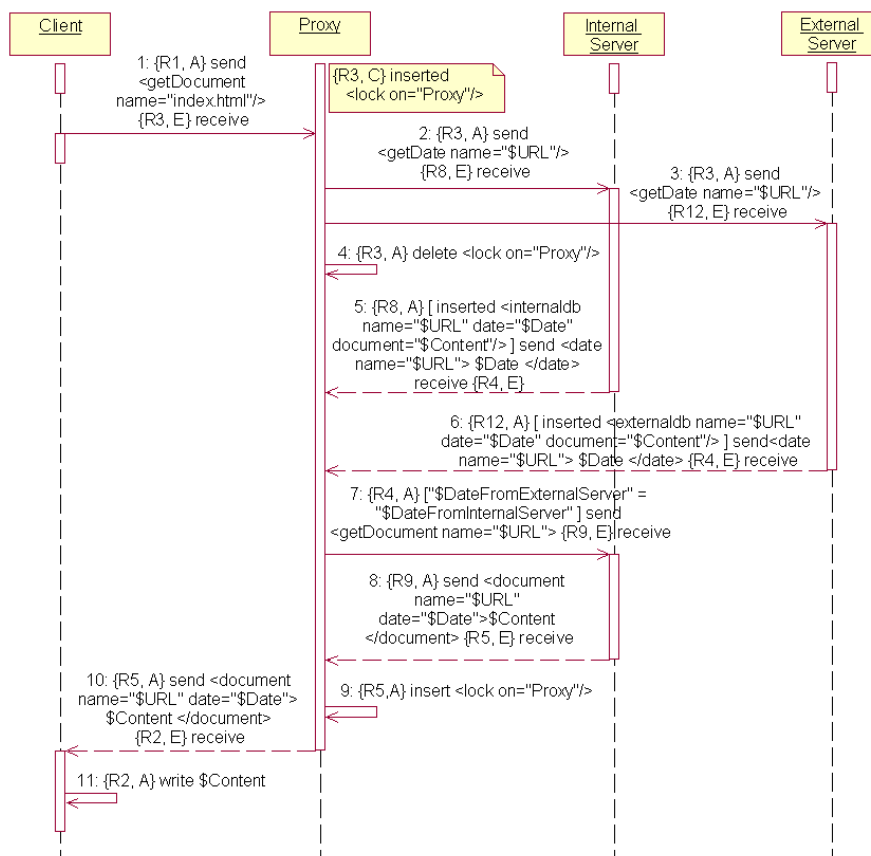 Client
Proxy
Internal
Server
External
Server
1: {R1, A} send
<getDocument
name="index.html"/>
{R3, E} receive
{R3, C} inserted
<lock on="Proxy"/>
2: {R3, A} send
<getDate name="$URL"/>
{R8, E} receive
3: {R3, A} send
<getDate name="$URL"/>
{R12, E} receive
4: {R3, A} delete <lock on="Proxy"/>
5: {R8, A} [ inserted <internaldb
name="$URL" date="$Date"
document="$Content"/> ] send <date
name="$URL"> $Date </date>
receive {R4, E}
6: {R12, A} [ inserted <externaldb name="$URL"
date="$Date" document="$Content"/> ] send<date
name="$URL"> $Date </date> {R4, E} receive
7: {R4, A} ["$DateFromExternalServer" =
"$DateFromInternalServer" ] send
<getDocument name="$URL"> {R9, E} receive
8: {R9, A} send <document
name="$URL"
date="$Date">$Content
</document> {R5, E} receive
9: {R5,A} insert <lock on="Proxy"/>
10: {R5, A} send <document
name="$URL" date="$Date">
$Content </document>
{R2, E} receive
11: {R2, A} write $Content